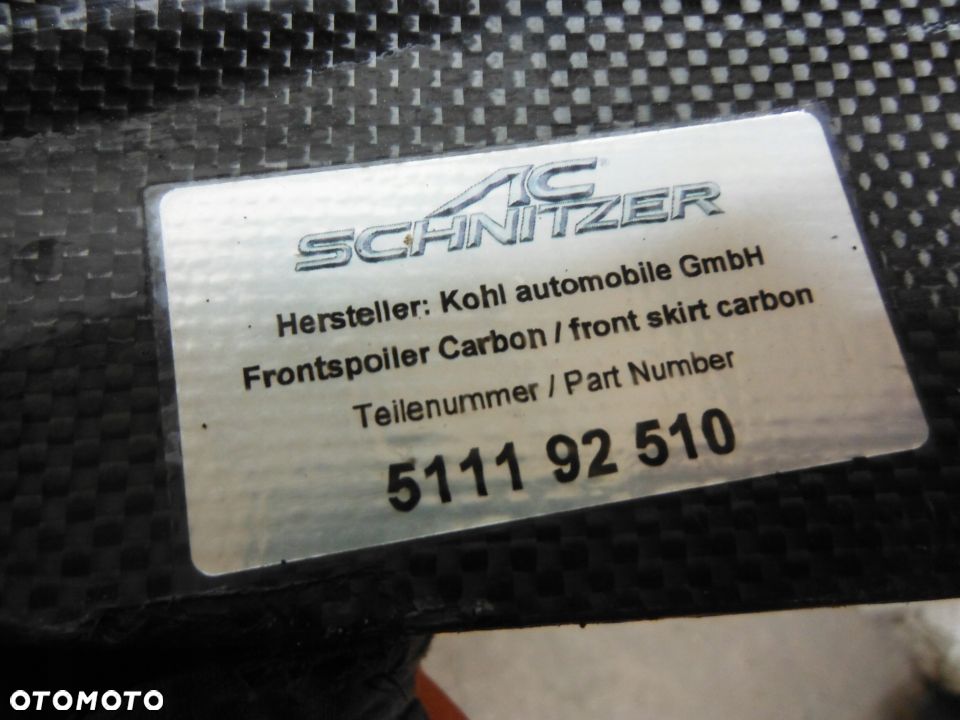 AC
SCHNITZER
Hersteller: Kohl automobile GmbH
Frontspoiler Carbon / front skirt carbon
Teilenummer / Part Number
5111 92 510
OTOMOTO